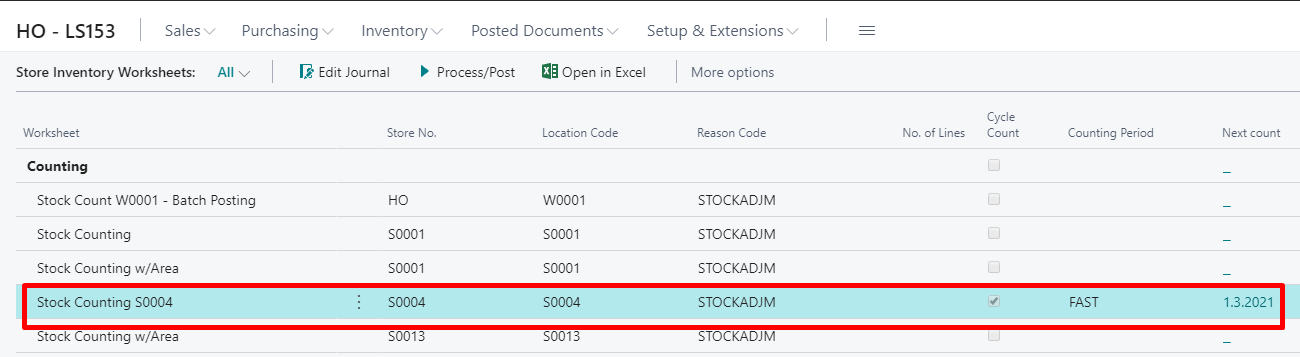 HO - LS153 Sales Purchasing Inventory Posted Documents Setup & Extensions
Store Inventory Worksheets: All Edit Journal Process/Post Open in Excel More options
Worksheet Store No. Location Code Reason Code No. of Lines Cycle Count Counting Period Next count
Counting _
Stock Count W0001 - Batch Posting HO W0001 STOCKADJM _
Stock Counting S0001 S0001 STOCKADJM _
Stock Counting w/Area S0001 S0001 STOCKADJM _
Stock Counting S0004 S0004 S0004 STOCKADJM FAST 1.3.2021
Stock Counting w/Area S0013 S0013 STOCKADJM _